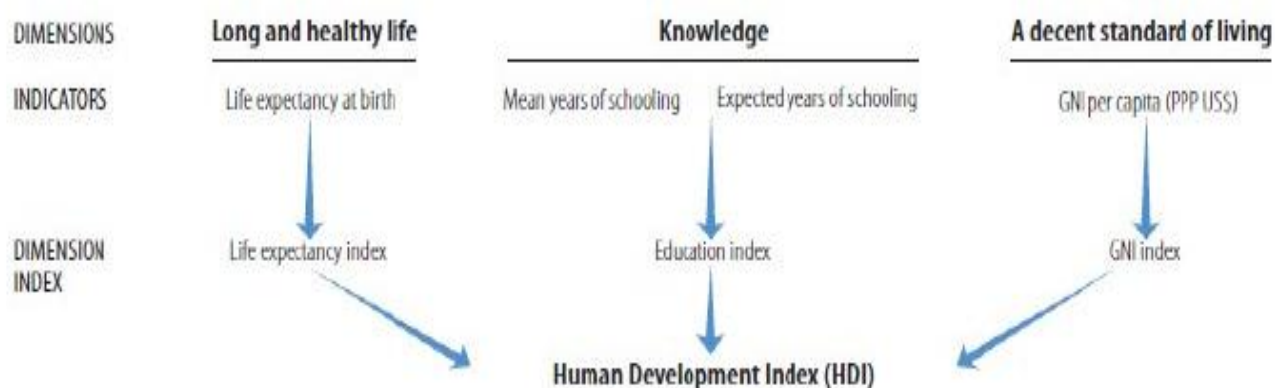 DIMENSIONS Long and healthy life Knowledge A decent standard of living
INDICATORS Life expectancy at birth Mean years of schooling Expected years of schooling GNI per capita (PPP US$)
DIMENSION INDEX Life expectancy index Education index GNI index
Human Development Index (HDI)